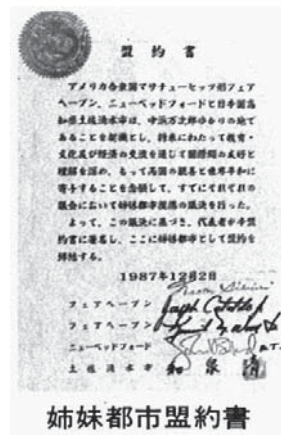 盟約書
アメリカ合衆国マサチューセッツ州フェア
ヘーブン、ニューベッドフォードと日本国高
知県土佐清水市は、中浜万次郎ゆかりの地で
あることを契機とし、将来にわたって教育・
文化及び経済の交流を通じて国際間の友好と
理解を深め、もって両国の親善と世界平和に
寄与することを念願して、すでにそれぞれの
議会において姉妹都市提携の議決を行った。
よって、この議決に基づき、代表者が本盟
約書に署名し、ここに姉妹都市として盟約を
締結する。
1987年12月2日
フェアヘーブン
フェアヘーブン
ニューベッドフォード
土佐清水市 和泉 清
姉妹都市盟約書